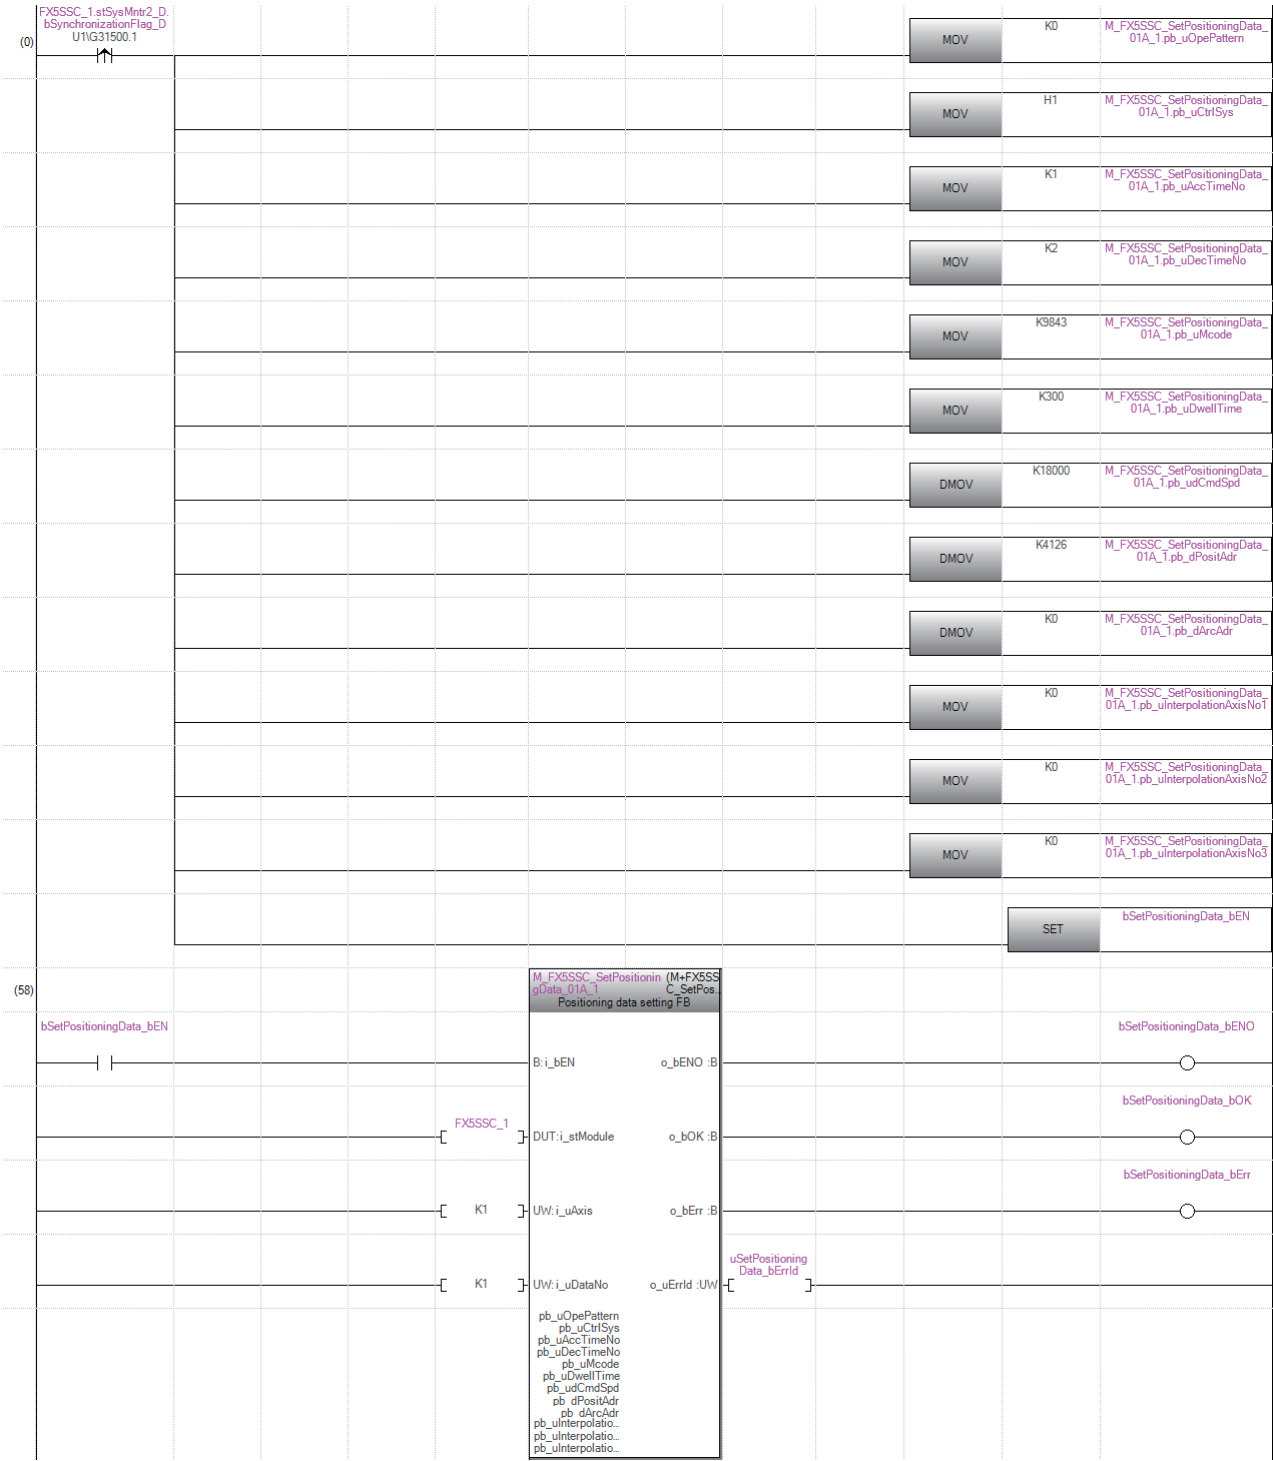 FX5SSC_1.stSysMntr2_D.
bSynchronizationFlag_D
U1\G31500.1
(0)
MOV
K0
M_FX5SSC_SetPositioningData_
01A_1.pb_uOpePattern
MOV
H1
M_FX5SSC_SetPositioningData_
01A_1.pb_uCtrlSys
MOV
K1
M_FX5SSC_SetPositioningData_
01A_1.pb_uAccTimeNo
MOV
K2
M_FX5SSC_SetPositioningData_
01A_1.pb_uDecTimeNo
MOV
K9843
M_FX5SSC_SetPositioningData_
01A_1.pb_uMcode
MOV
K300
M_FX5SSC_SetPositioningData_
01A_1.pb_uDwellTime
DMOV
K18000
M_FX5SSC_SetPositioningData_
01A_1.pb_udCmdSpd
DMOV
K4126
M_FX5SSC_SetPositioningData_
01A_1.pb_dPositAdr
DMOV
K0
M_FX5SSC_SetPositioningData_
01A_1.pb_dArcAdr
MOV
K0
M_FX5SSC_SetPositioningData_
01A_1.pb_uInterpolationAxisNo1
MOV
K0
M_FX5SSC_SetPositioningData_
01A_1.pb_uInterpolationAxisNo2
MOV
K0
M_FX5SSC_SetPositioningData_
01A_1.pb_uInterpolationAxisNo3
SET
bSetPositioningData_bEN
(58)
M_FX5SSC_SetPositionin (M+FX5SS
gData_01A_1 C_SetPos..
Positioning data setting FB
bSetPositioningData_bEN
B:i_bEN
o_bENO :B
bSetPositioningData_bENO
FX5SSC_1
DUT:i_stModule
o_bOK :B
bSetPositioningData_bOK
K1
UW:i_uAxis
o_bErr :B
bSetPositioningData_bErr
K1
UW:i_uDataNo
o_uErrId :UW
uSetPositioning
Data_bErrId
pb_uOpePattern
pb_uCtrlSys
pb_uAccTimeNo
pb_uDecTimeNo
pb_uMcode
pb_uDwellTime
pb_udCmdSpd
pb_dPositAdr
pb_dArcAdr
pb_uInterpolatio...
pb_uInterpolatio...
pb_uInterpolatio...